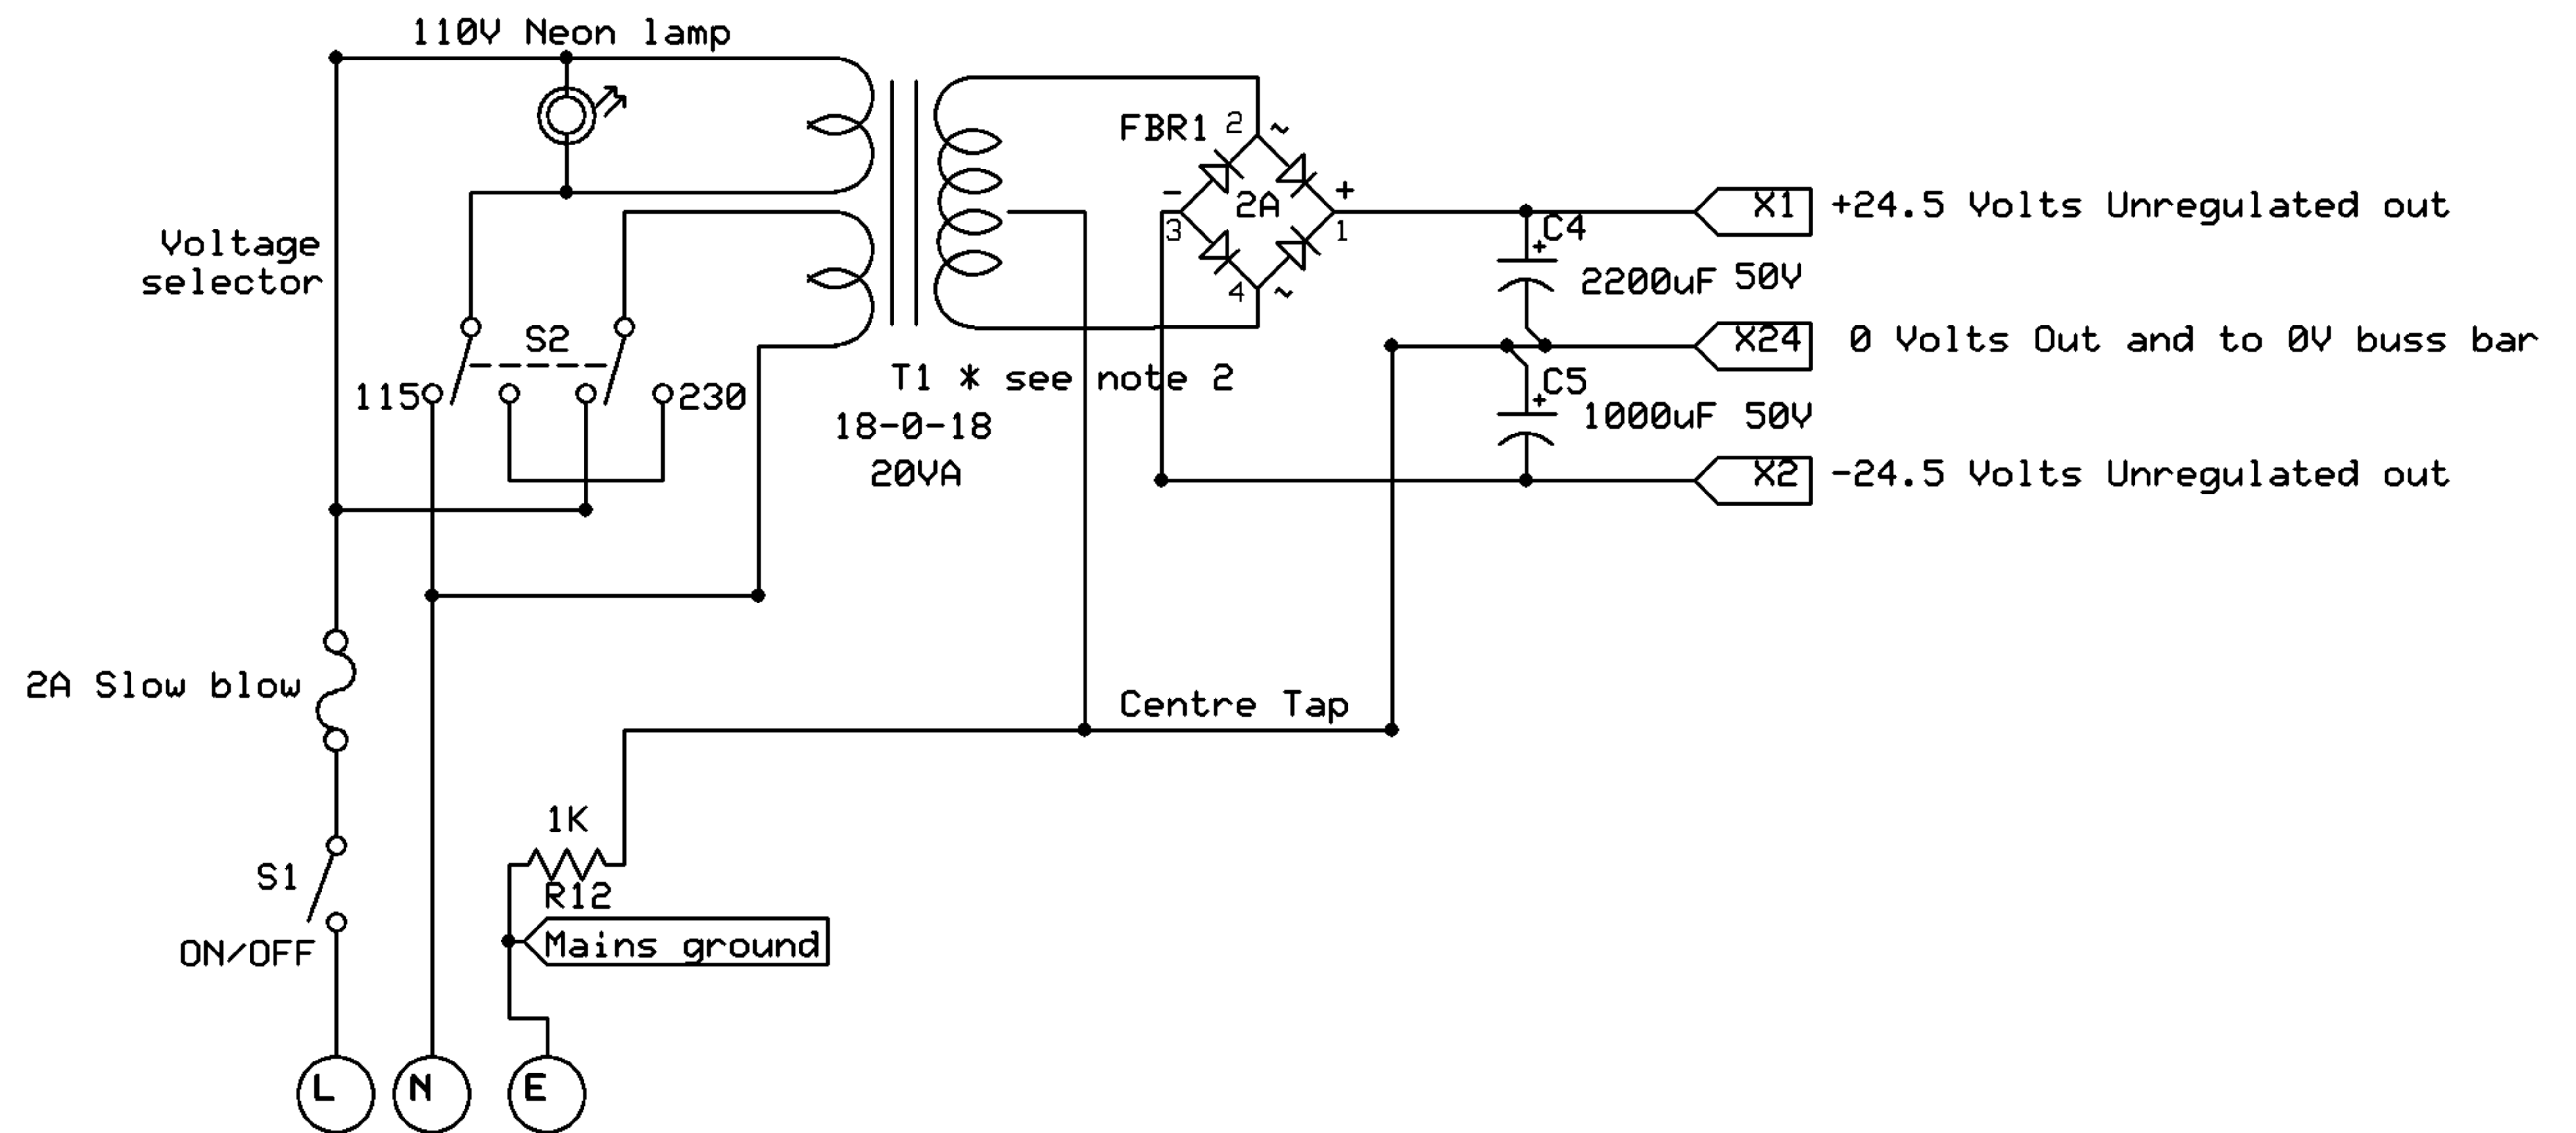 110V Neon lamp
FBR1
2
~
-
2A
+
3
1
4
~
X1
+24.5 Volts Unregulated out
C4
+
2200uF 50V
Voltage
selector
S2
115
230
X24
0 Volts Out and to 0V buss bar
T1 * see note 2
18-0-18
20VA
C5
+
1000uF 50V
X2
-24.5 Volts Unregulated out
2A Slow blow
Centre Tap
1K
R12
S1
ON/OFF
Mains ground
L
N
E